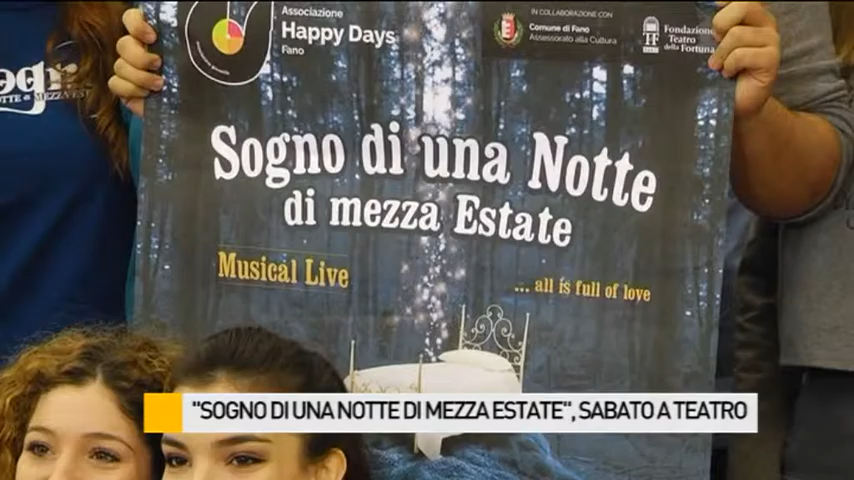 Associazione
Happy Days
Fano
IN COLLABORAZIONE CON
Comune di Fano
Assessorato alla Cultura
Fondazione
Teatro
della Fortuna
Sogno di una Notte
di mezza Estate
Musical Live
... all is full of love
"SOGNO DI UNA NOTTE DI MEZZA ESTATE", SABATO A TEATRO